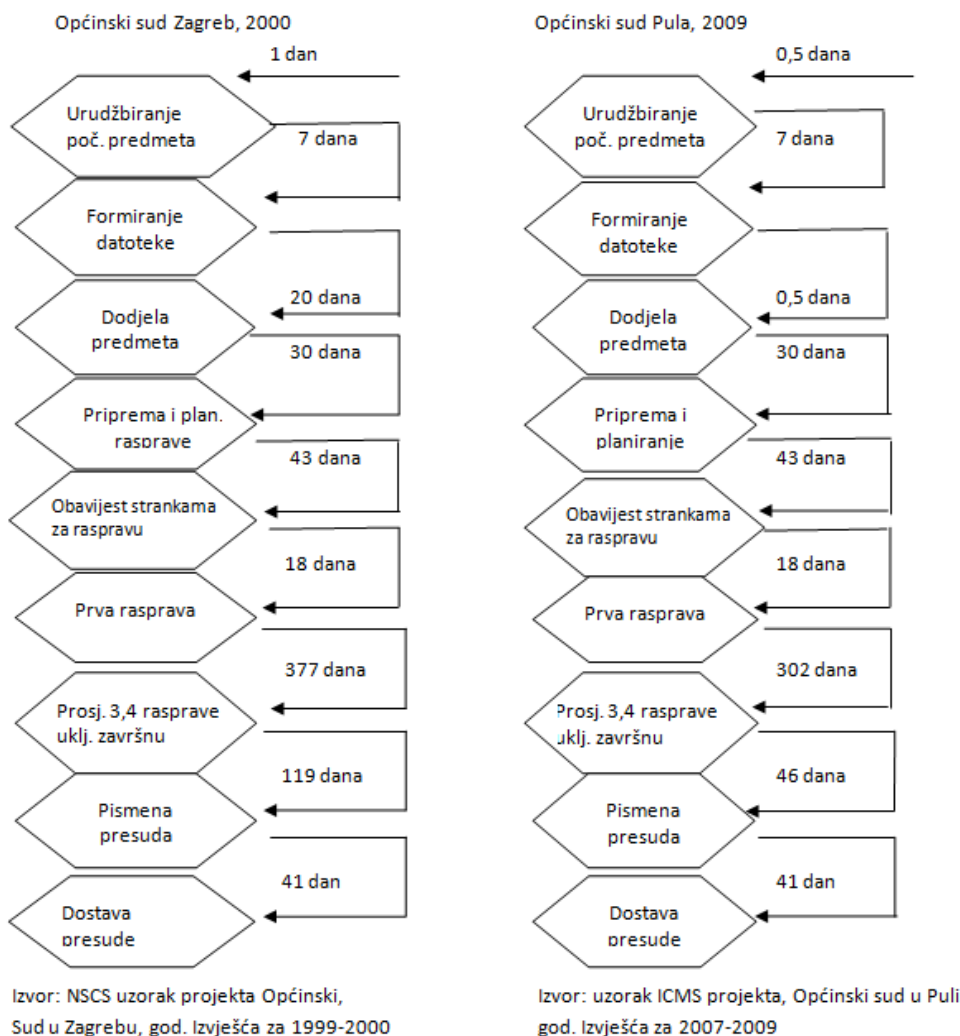 Općinski sud Zagreb, 2000
1 dan
Urudžbiranje
poč. predmeta
7 dana
Formiranje
datoteke
20 dana
Dodjela
predmeta
30 dana
Priprema i plan.
rasprave
43 dana
Obavijest strankama
za raspravu
18 dana
Prva rasprava
377 dana
Prosj. 3,4 rasprave
uklj. završnu
119 dana
Pismena
presuda
41 dan
Dostava
presude
Izvor: NSCS uzorak projekta Općinski,
Sud u Zagrebu, god. Izvješća za 1999-2000
Općinski sud Pula, 2009
0,5 dana
Urudžbiranje
poč. predmeta
7 dana
Formiranje
datoteke
0,5 dana
Dodjela
predmeta
30 dana
Priprema i
planiranje
43 dana
Obavijest strankama
za raspravu
18 dana
Prva rasprava
302 dana
Prosj. 3,4 rasprave
uklj. završnu
46 dana
Pismena
presuda
41 dan
Dostava
presude
Izvor: uzorak ICMS projekta, Općinski sud u Puli
god. Izvješća za 2007-2009